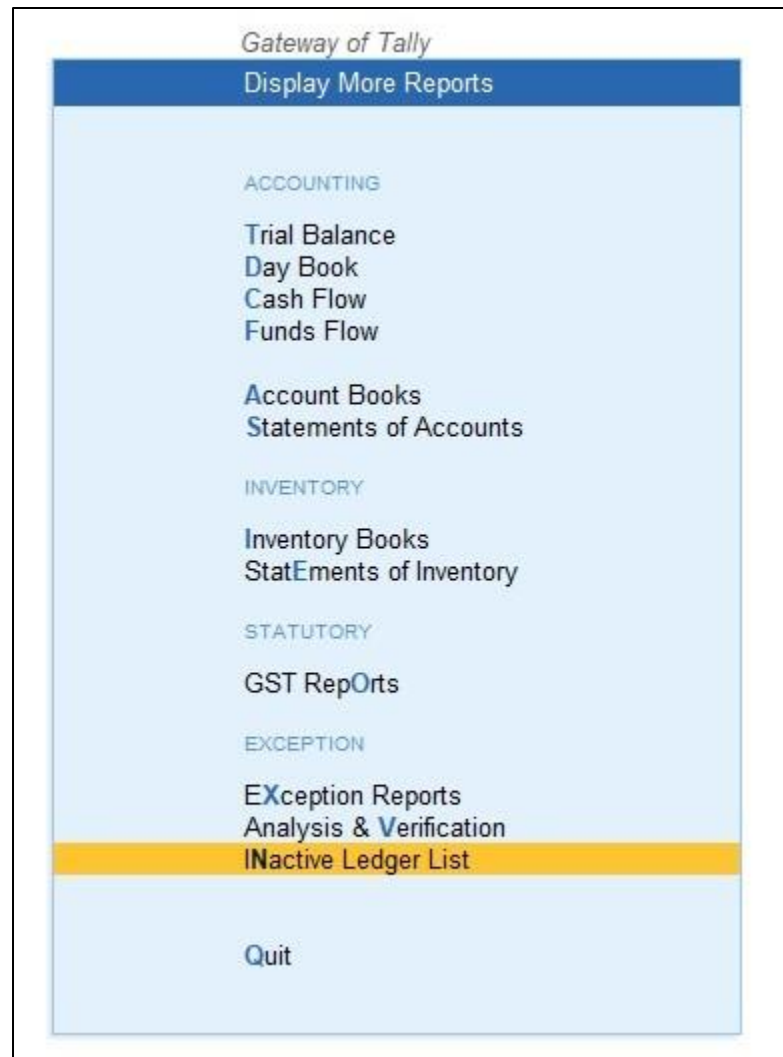 Gateway of Tally
Display More Reports
ACCOUNTING
Trial Balance
Day Book
Cash Flow
Funds Flow
Account Books
Statements of Accounts
INVENTORY
Inventory Books
StatEments of Inventory
STATUTORY
GST RepOrts
EXCEPTION
EXception Reports
Analysis & Verification
INactive Ledger List
Quit